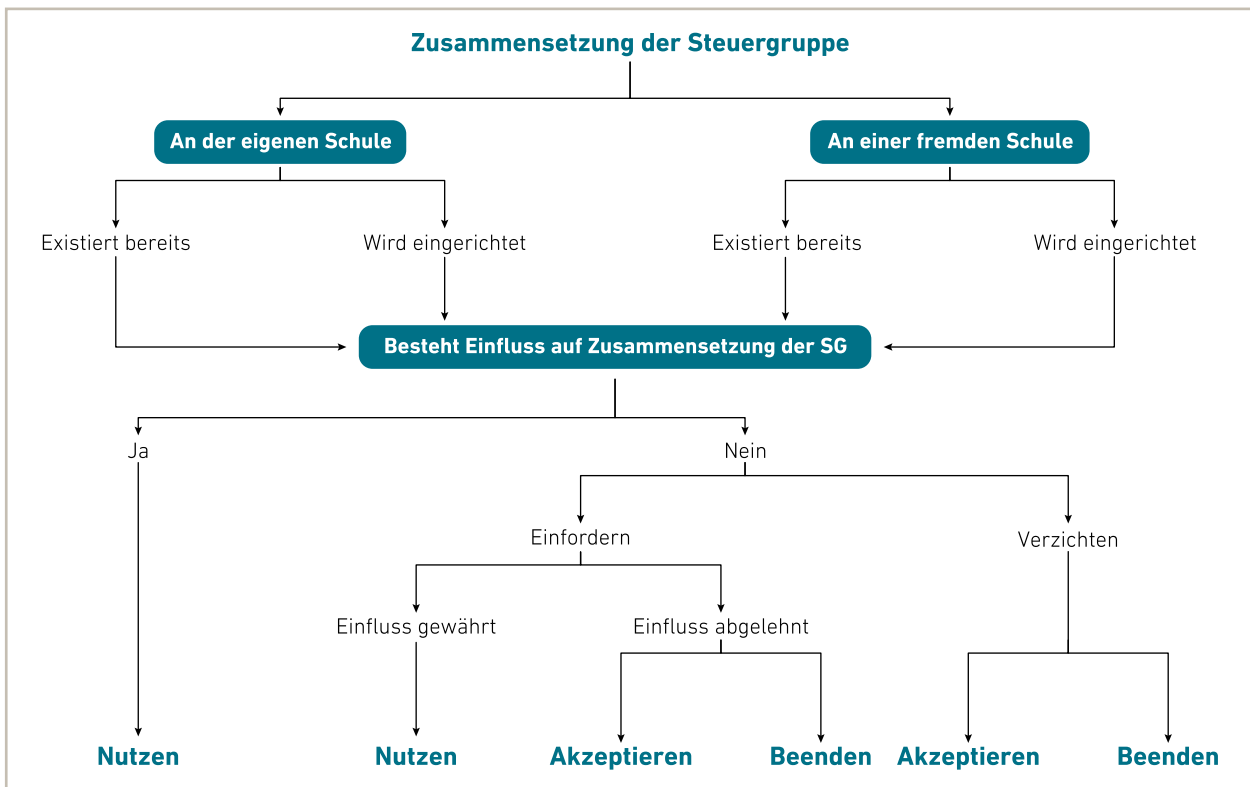 Zusammensetzung der Steuergruppe
An der eigenen Schule
An einer fremden Schule
Existiert bereits
Wird eingerichtet
Existiert bereits
Wird eingerichtet
Besteht Einfluss auf Zusammensetzung der SG
Ja
Nein
Einfordern
Verzichten
Einfluss gewährt
Einfluss abgelehnt
Nutzen
Nutzen
Akzeptieren
Beenden
Akzeptieren
Beenden